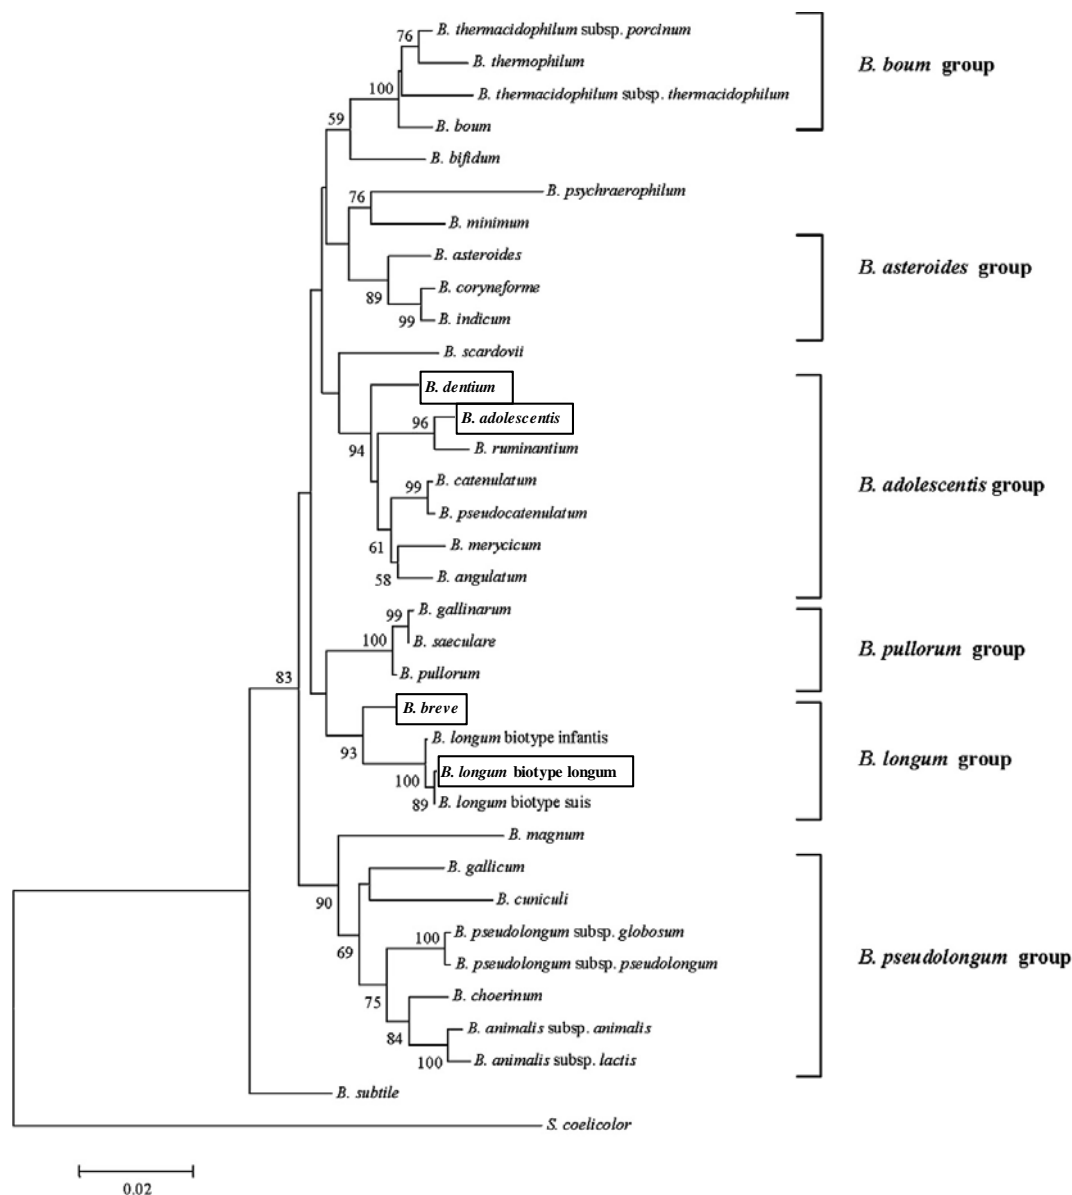 76
B. thermacidophilum subsp. porcinum
B. thermophilum
B. boum group
100
B. thermacidophilum subsp. thermacidophilum
59
B. boum
B. bifidum
76
B. psychraerophilum
B. minimum
B. asteroides
B. asteroides group
89
B. coryneforme
99
B. indicum
B. scardovii
B. dentium
96
B. adolescentis
94
B. ruminantium
99
B. catenulatum
B. adolescentis group
B. pseudocatenulatum
61
B. merycicum
58
B. angulatum
99
B. gallinarum
100
B. saeculare
B. pullorum group
83
B. pullorum
B. breve
93
B. longum biotype infantis
B. longum group
100
B. longum biotype longum
89
B. longum biotype suis
B. magnum
B. gallicum
90
B. cuniculi
100
B. pseudolongum subsp. globosum
69
B. pseudolongum subsp. pseudolongum
B. pseudolongum group
75
B. choerinum
84
B. animalis subsp. animalis
100
B. animalis subsp. lactis
B. subtile
S. coelicolor
0.02